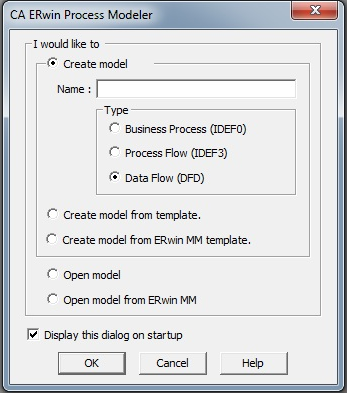 CA ERwin Process Modeler
I would like to
Create model
Name :
Type
Business Process (IDEF0)
Process Flow (IDEF3)
Data Flow (DFD)
Create model from template.
Create model from ERwin MM template.
Open model
Open model from ERwin MM
Display this dialog on startup
OK Cancel Help